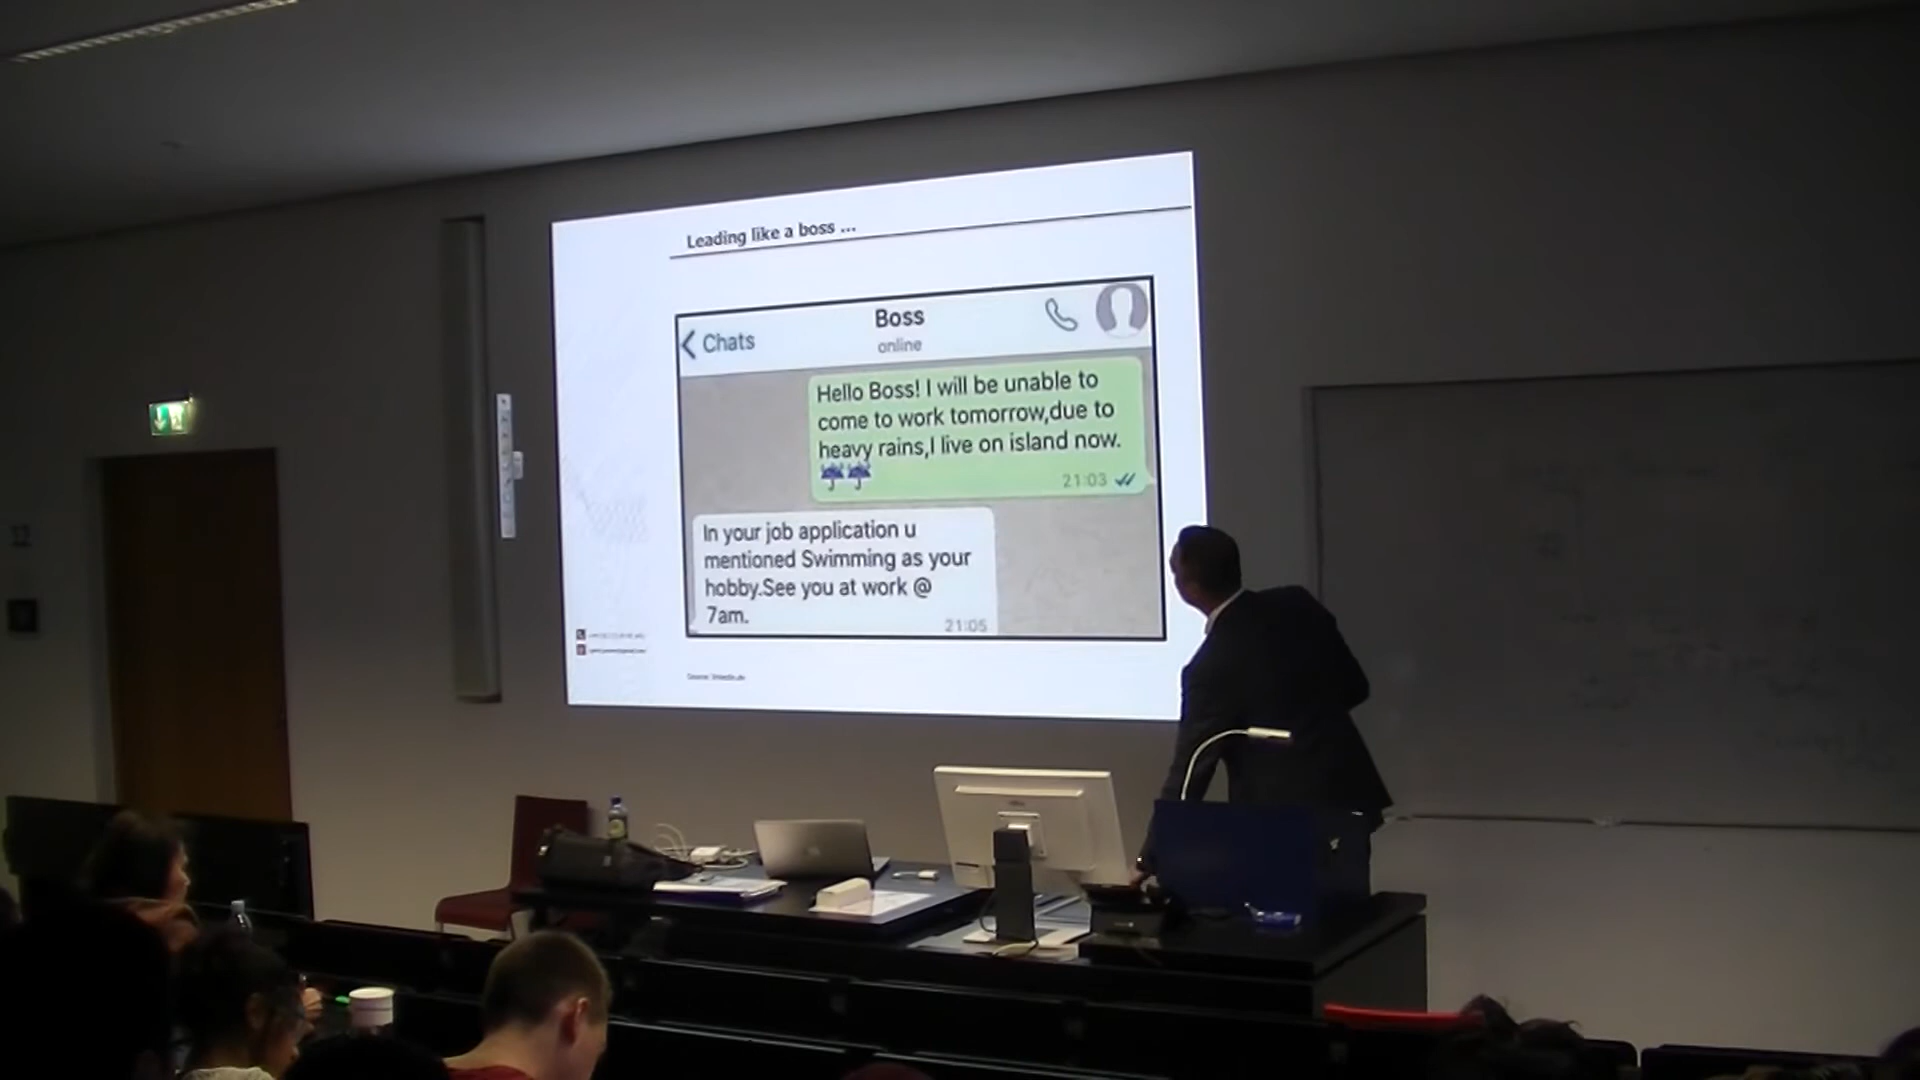 Leading like a boss ...
Chats
Boss
online
Hello Boss! I will be unable to
come to work tomorrow,due to
heavy rains,I live on island now.
21:03
In your job application u
mentioned Swimming as your
hobby.See you at work @
7am.
21:05